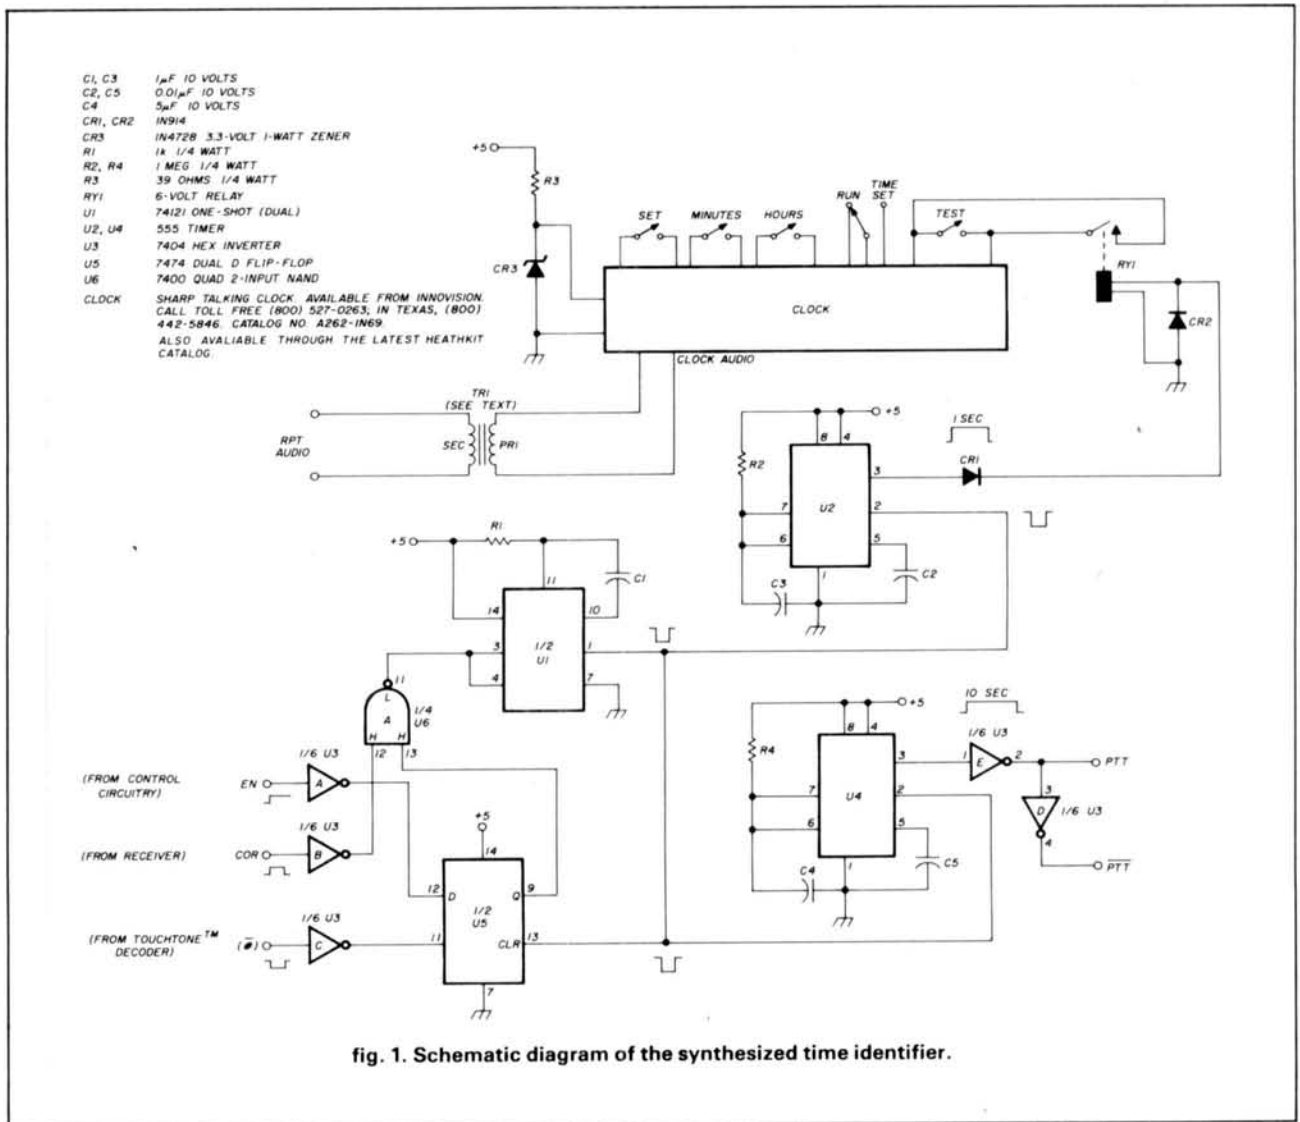 C1, C3 1µF 10 VOLTS
C2, C5 0.01µF 10 VOLTS
C4 5µF 10 VOLTS
CR1, CR2 IN914
CR3 IN4728 3.3-VOLT 1-WATT ZENER
R1 1k 1/4 WATT
R2, R4 1 MEG 1/4 WATT
R3 39 OHMS 1/4 WATT
RY1 6-VOLT RELAY
U1 74121 ONE-SHOT (DUAL)
U2, U4 555 TIMER
U3 7404 HEX INVERTER
U5 7474 DUAL D FLIP-FLOP
U6 7400 QUAD 2-INPUT NAND
CLOCK SHARP TALKING CLOCK. AVAILABLE FROM INNOVISION.
CALL TOLL FREE (800) 527-0263; IN TEXAS, (800)
442-5846. CATALOG NO. A262-IN69.
ALSO AVALIABLE THROUGH THE LATEST HEATHKIT
CATALOG.
+5
R3
CR3
SET
MINUTES
HOURS
RUN
TIME
SET
TEST
RY1
CR2
CLOCK
CLOCK AUDIO
TR1
(SEE TEXT)
RPT
AUDIO
SEC
PRI
+5
1 SEC
8
4
R2
3
CR1
U2
7
2
6
5
C3
1
C2
+5
R1
11
C1
14
10
1/2
U1
3
1
4
7
11
L
A
1/4
U6
H
H
12
13
+5
10 SEC
8
4
1/6 U3
R4
3
1
E
2
PTT
U4
7
2
3
D
1/6 U3
6
5
4
C4
1
C5
P̅T̅T̅
(FROM CONTROL
CIRCUITRY)
EN
1/6 U3
A
(FROM RECEIVER)
COR
1/6 U3
B
+5
14
12
D
Q
9
1/2
U5
(FROM TOUCHTONE™
DECODER)
(#̅)
1/6 U3
C
11
CLR
13
7
fig. 1. Schematic diagram of the synthesized time identifier.